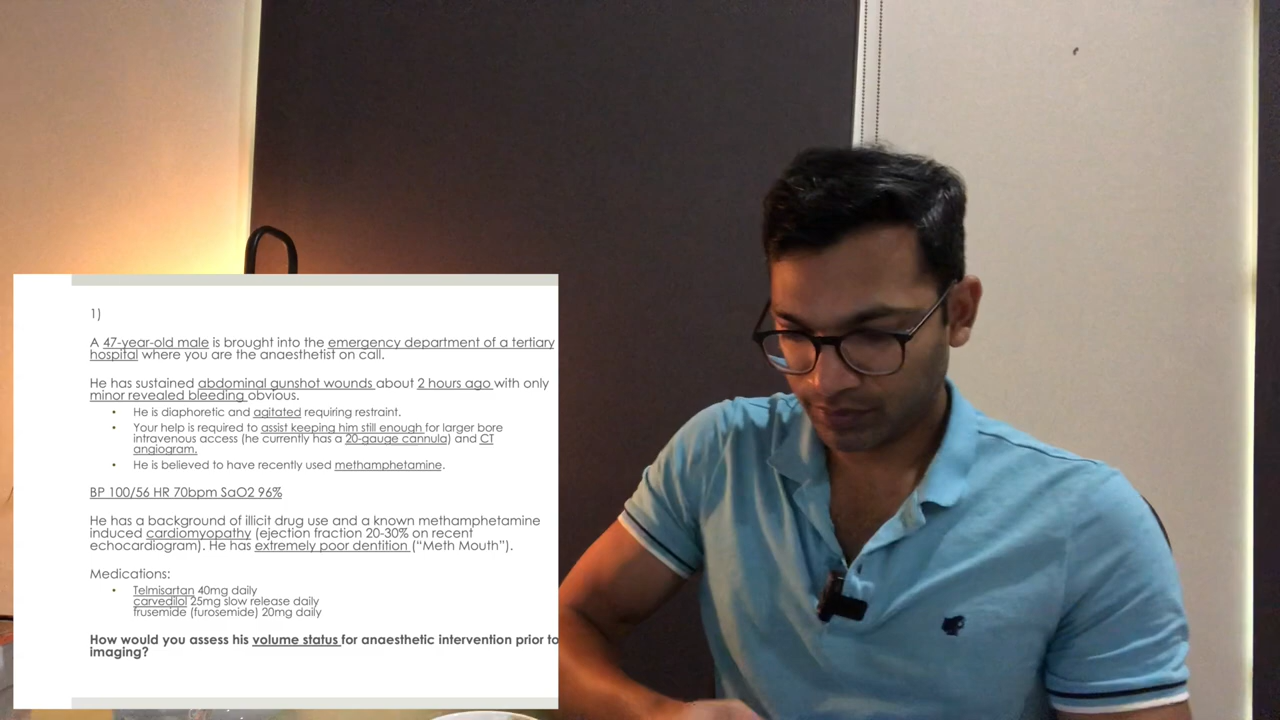 1)
A 47-year-old male is brought into the emergency department of a tertiary
hospital where you are the anaesthetist on call.
He has sustained abdominal gunshot wounds about 2 hours ago with only
minor revealed bleeding obvious.
• He is diaphoretic and agitated requiring restraint.
• Your help is required to assist keeping him still enough for larger bore
intravenous access (he currently has a 20-gauge cannula) and CT
angiogram.
• He is believed to have recently used methamphetamine.
BP 100/56 HR 70bpm SaO2 96%
He has a background of illicit drug use and a known methamphetamine
induced cardiomyopathy (ejection fraction 20-30% on recent
echocardiogram). He has extremely poor dentition (“Meth Mouth”).
Medications:
• Telmisartan 40mg daily
carvedilol 25mg slow release daily
frusemide (furosemide) 20mg daily
How would you assess his volume status for anaesthetic intervention prior to
imaging?